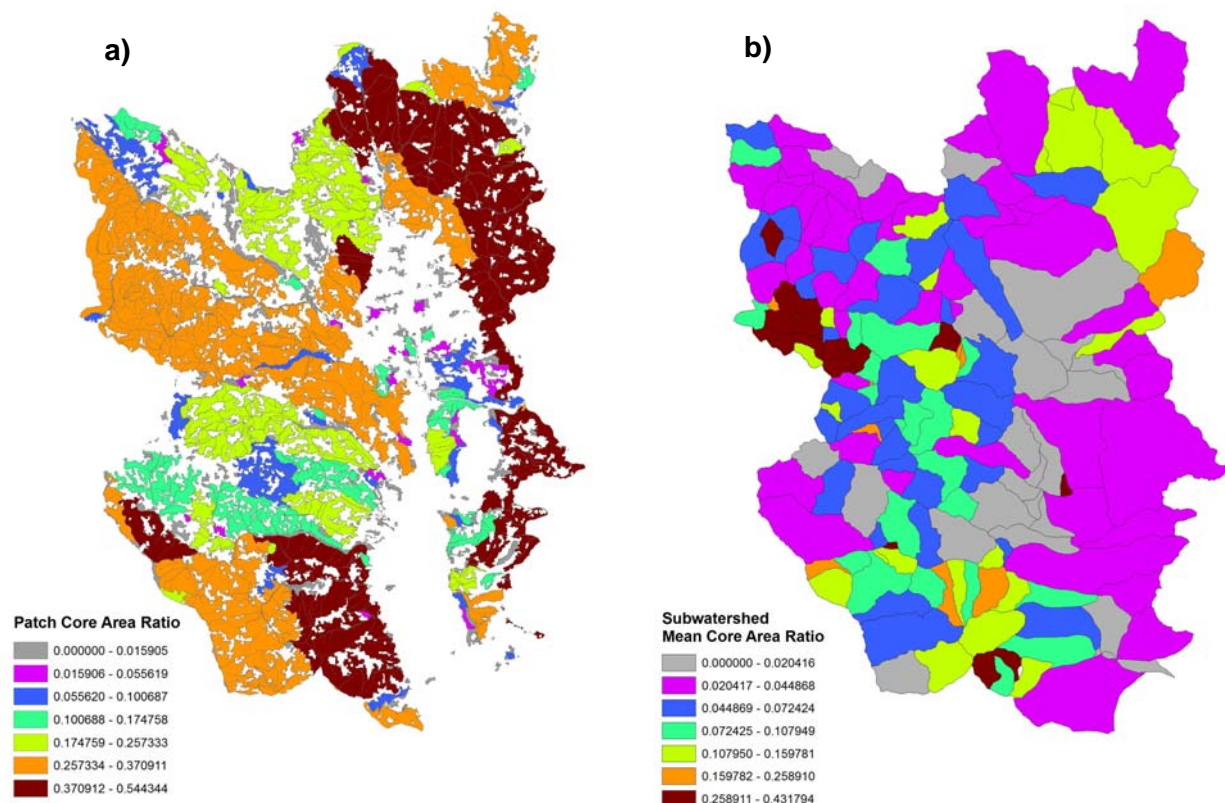 a)
b)
Patch Core Area Ratio
0.000000 - 0.015905
0.015906 - 0.055619
0.055620 - 0.100687
0.100688 - 0.174758
0.174759 - 0.257333
0.257334 - 0.370911
0.370912 - 0.544344
Subwatershed
Mean Core Area Ratio
0.000000 - 0.020416
0.020417 - 0.044868
0.044869 - 0.072424
0.072425 - 0.107949
0.107950 - 0.159781
0.159782 - 0.258910
0.258911 - 0.431794